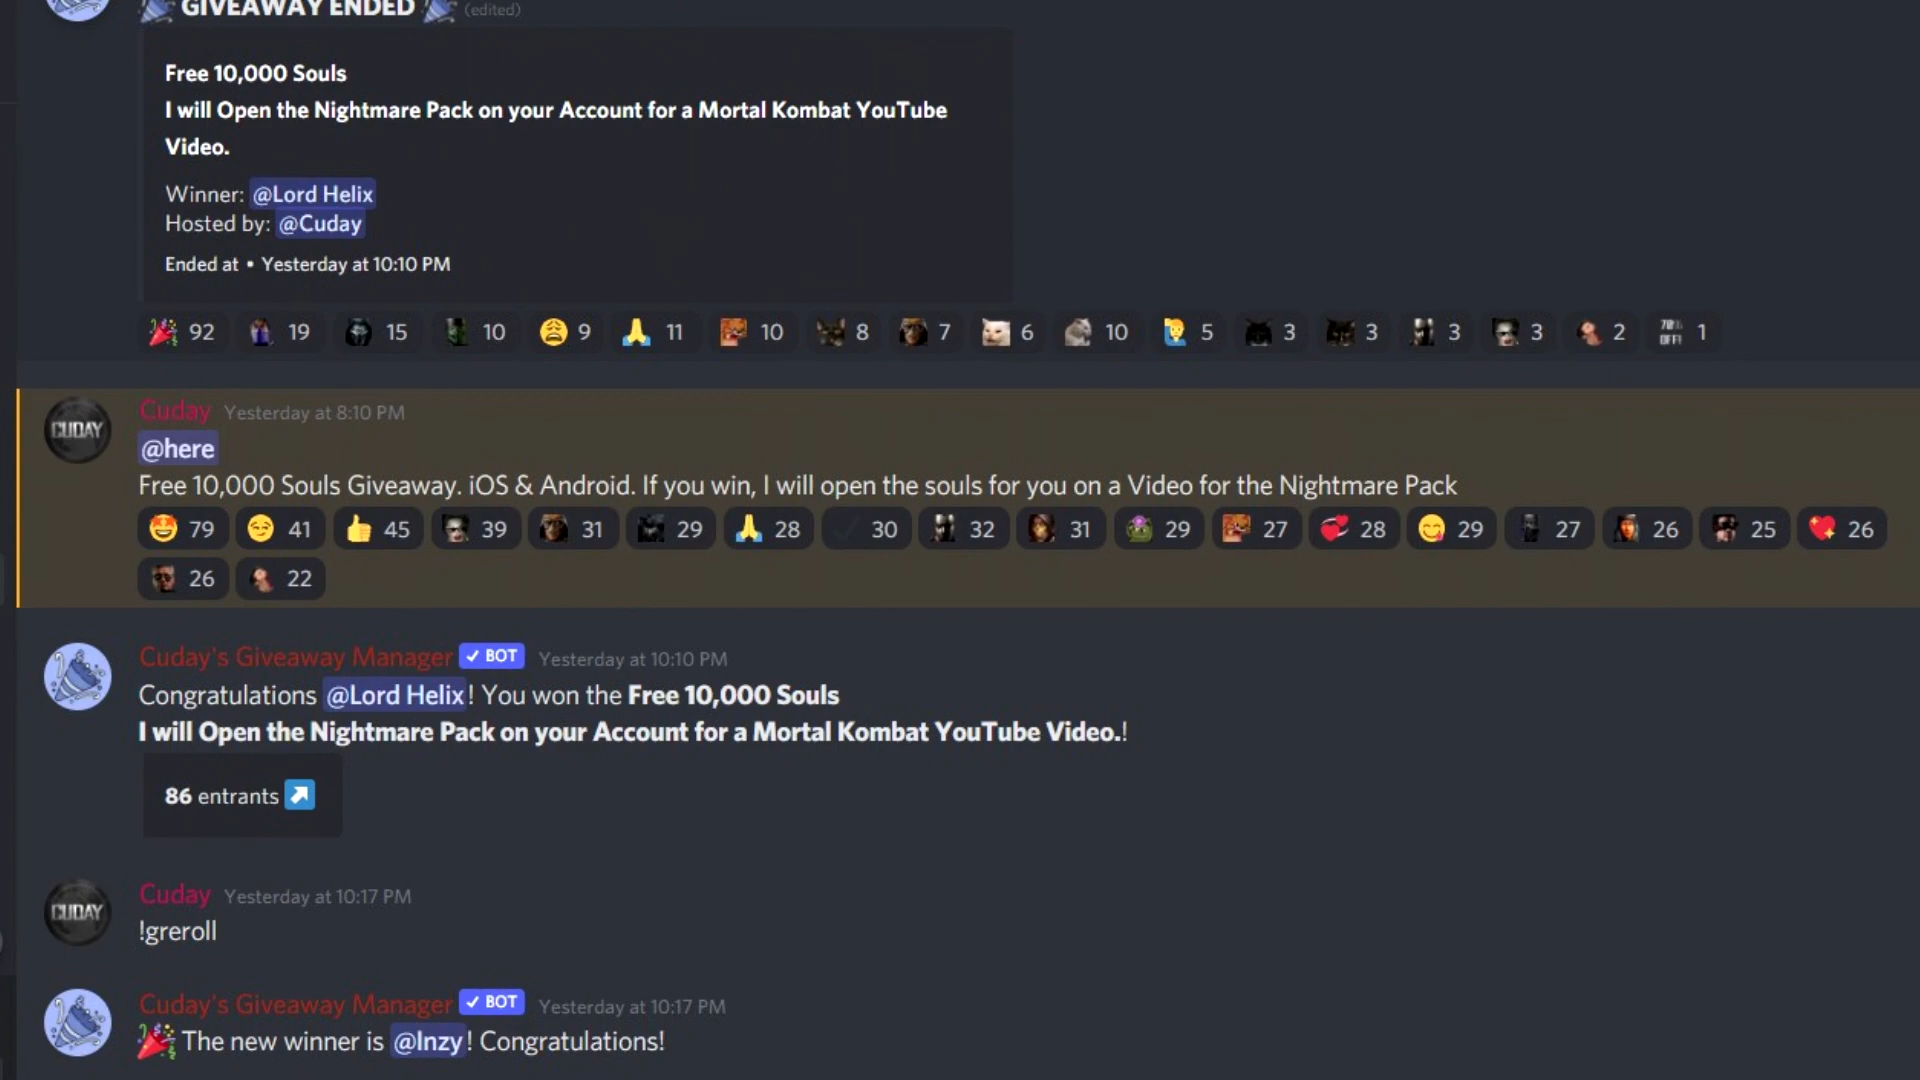 GIVEAWAY ENDED (edited)
Free 10,000 Souls
I will Open the Nightmare Pack on your Account for a Mortal Kombat YouTube
Video.
Winner: @Lord Helix
Hosted by: @Cuday
Ended at • Yesterday at 10:10 PM
92 19 15 10 9 11 10 8 7 6 10 5 3 3 3 3 2 70% OFF! 1
CUDAY
Cuday Yesterday at 8:10 PM
@here
Free 10,000 Souls Giveaway. iOS & Android. If you win, I will open the souls for you on a Video for the Nightmare Pack
79 41 45 39 31 29 28 30 32 31 29 27 28 29 27 26 25 26
26 22
Cuday's Giveaway Manager ✓ BOT Yesterday at 10:10 PM
Congratulations @Lord Helix! You won the Free 10,000 Souls
I will Open the Nightmare Pack on your Account for a Mortal Kombat YouTube Video.!
86 entrants
CUDAY
Cuday Yesterday at 10:17 PM
!greroll
Cuday's Giveaway Manager ✓ BOT Yesterday at 10:17 PM
The new winner is @Inzy! Congratulations!